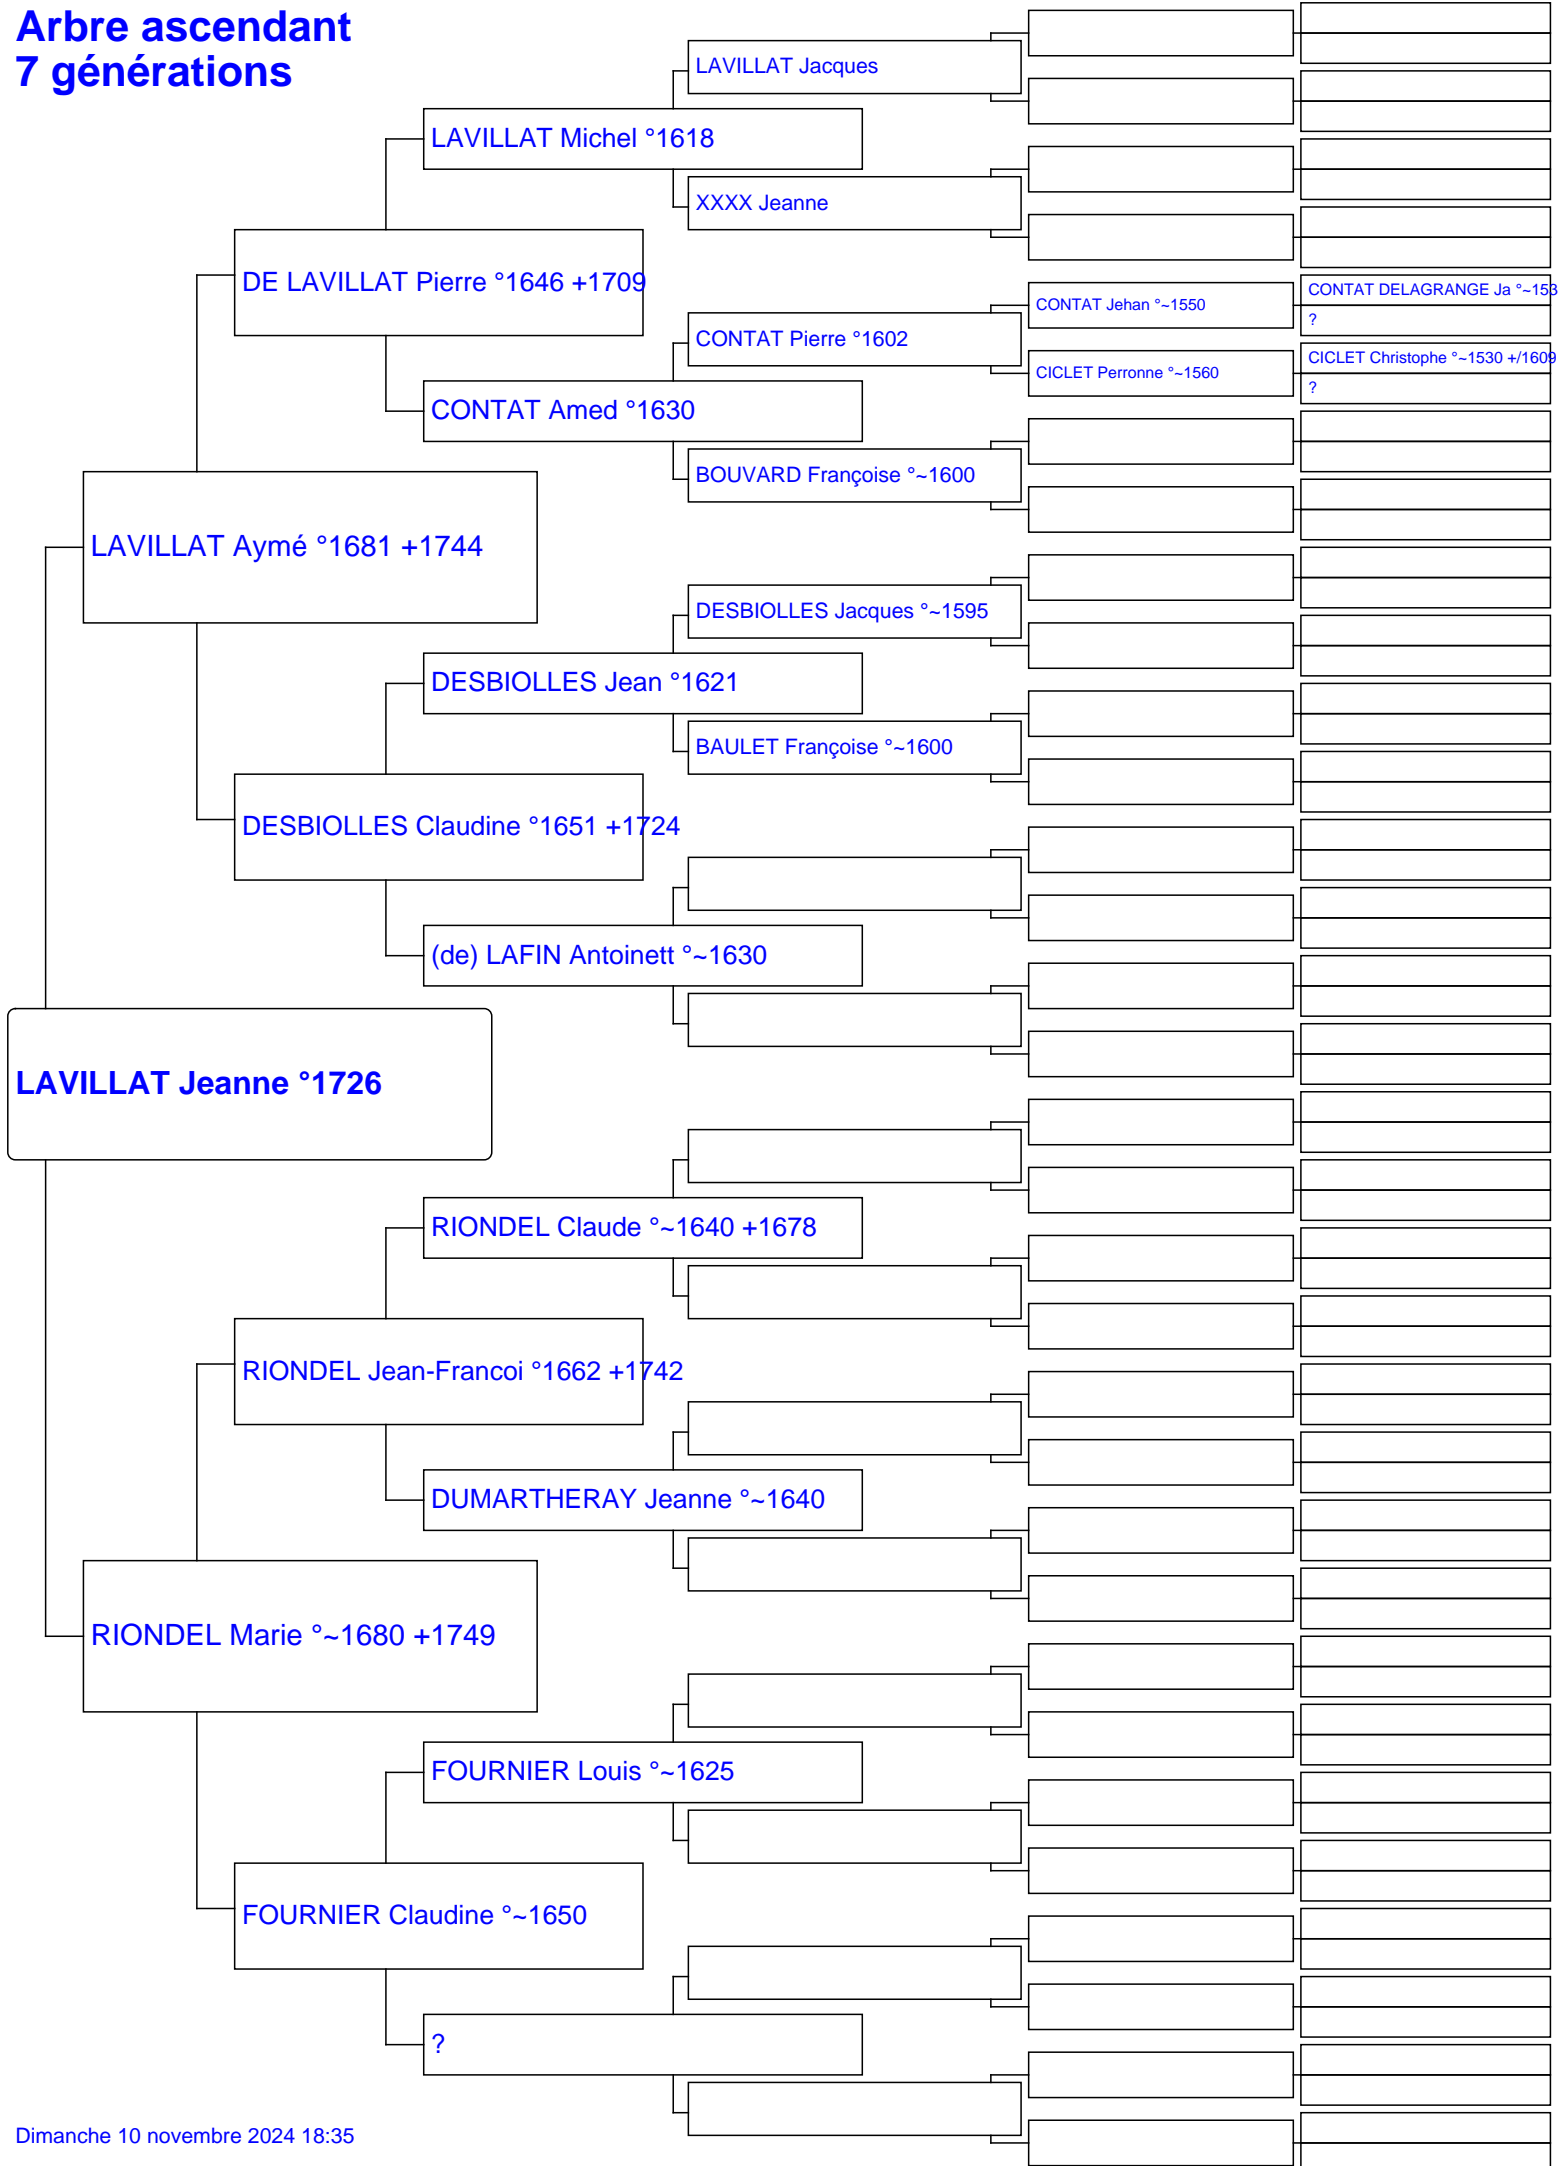 Arbre ascendant
7 générations
LAVILLAT Jacques
LAVILLAT Michel °1618
XXXX Jeanne
DE LAVILLAT Pierre °1646 +1709
CONTAT DELAGRANGE Ja °~153
CONTAT Jehan °~1550
?
CONTAT Pierre °1602
CICLET Christophe °~1530 +/1609
CICLET Perronne °~1560
?
CONTAT Amed °1630
BOUVARD Françoise °~1600
LAVILLAT Aymé °1681 +1744
DESBIOLLES Jacques °~1595
DESBIOLLES Jean °1621
BAULET Françoise °~1600
DESBIOLLES Claudine °1651 +1724
(de) LAFIN Antoinett °~1630
LAVILLAT Jeanne °1726
RIONDEL Claude °~1640 +1678
RIONDEL Jean-Francoi °1662 +1742
DUMARTHERAY Jeanne °~1640
RIONDEL Marie °~1680 +1749
FOURNIER Louis °~1625
FOURNIER Claudine °~1650
?
Dimanche 10 novembre 2024 18:35